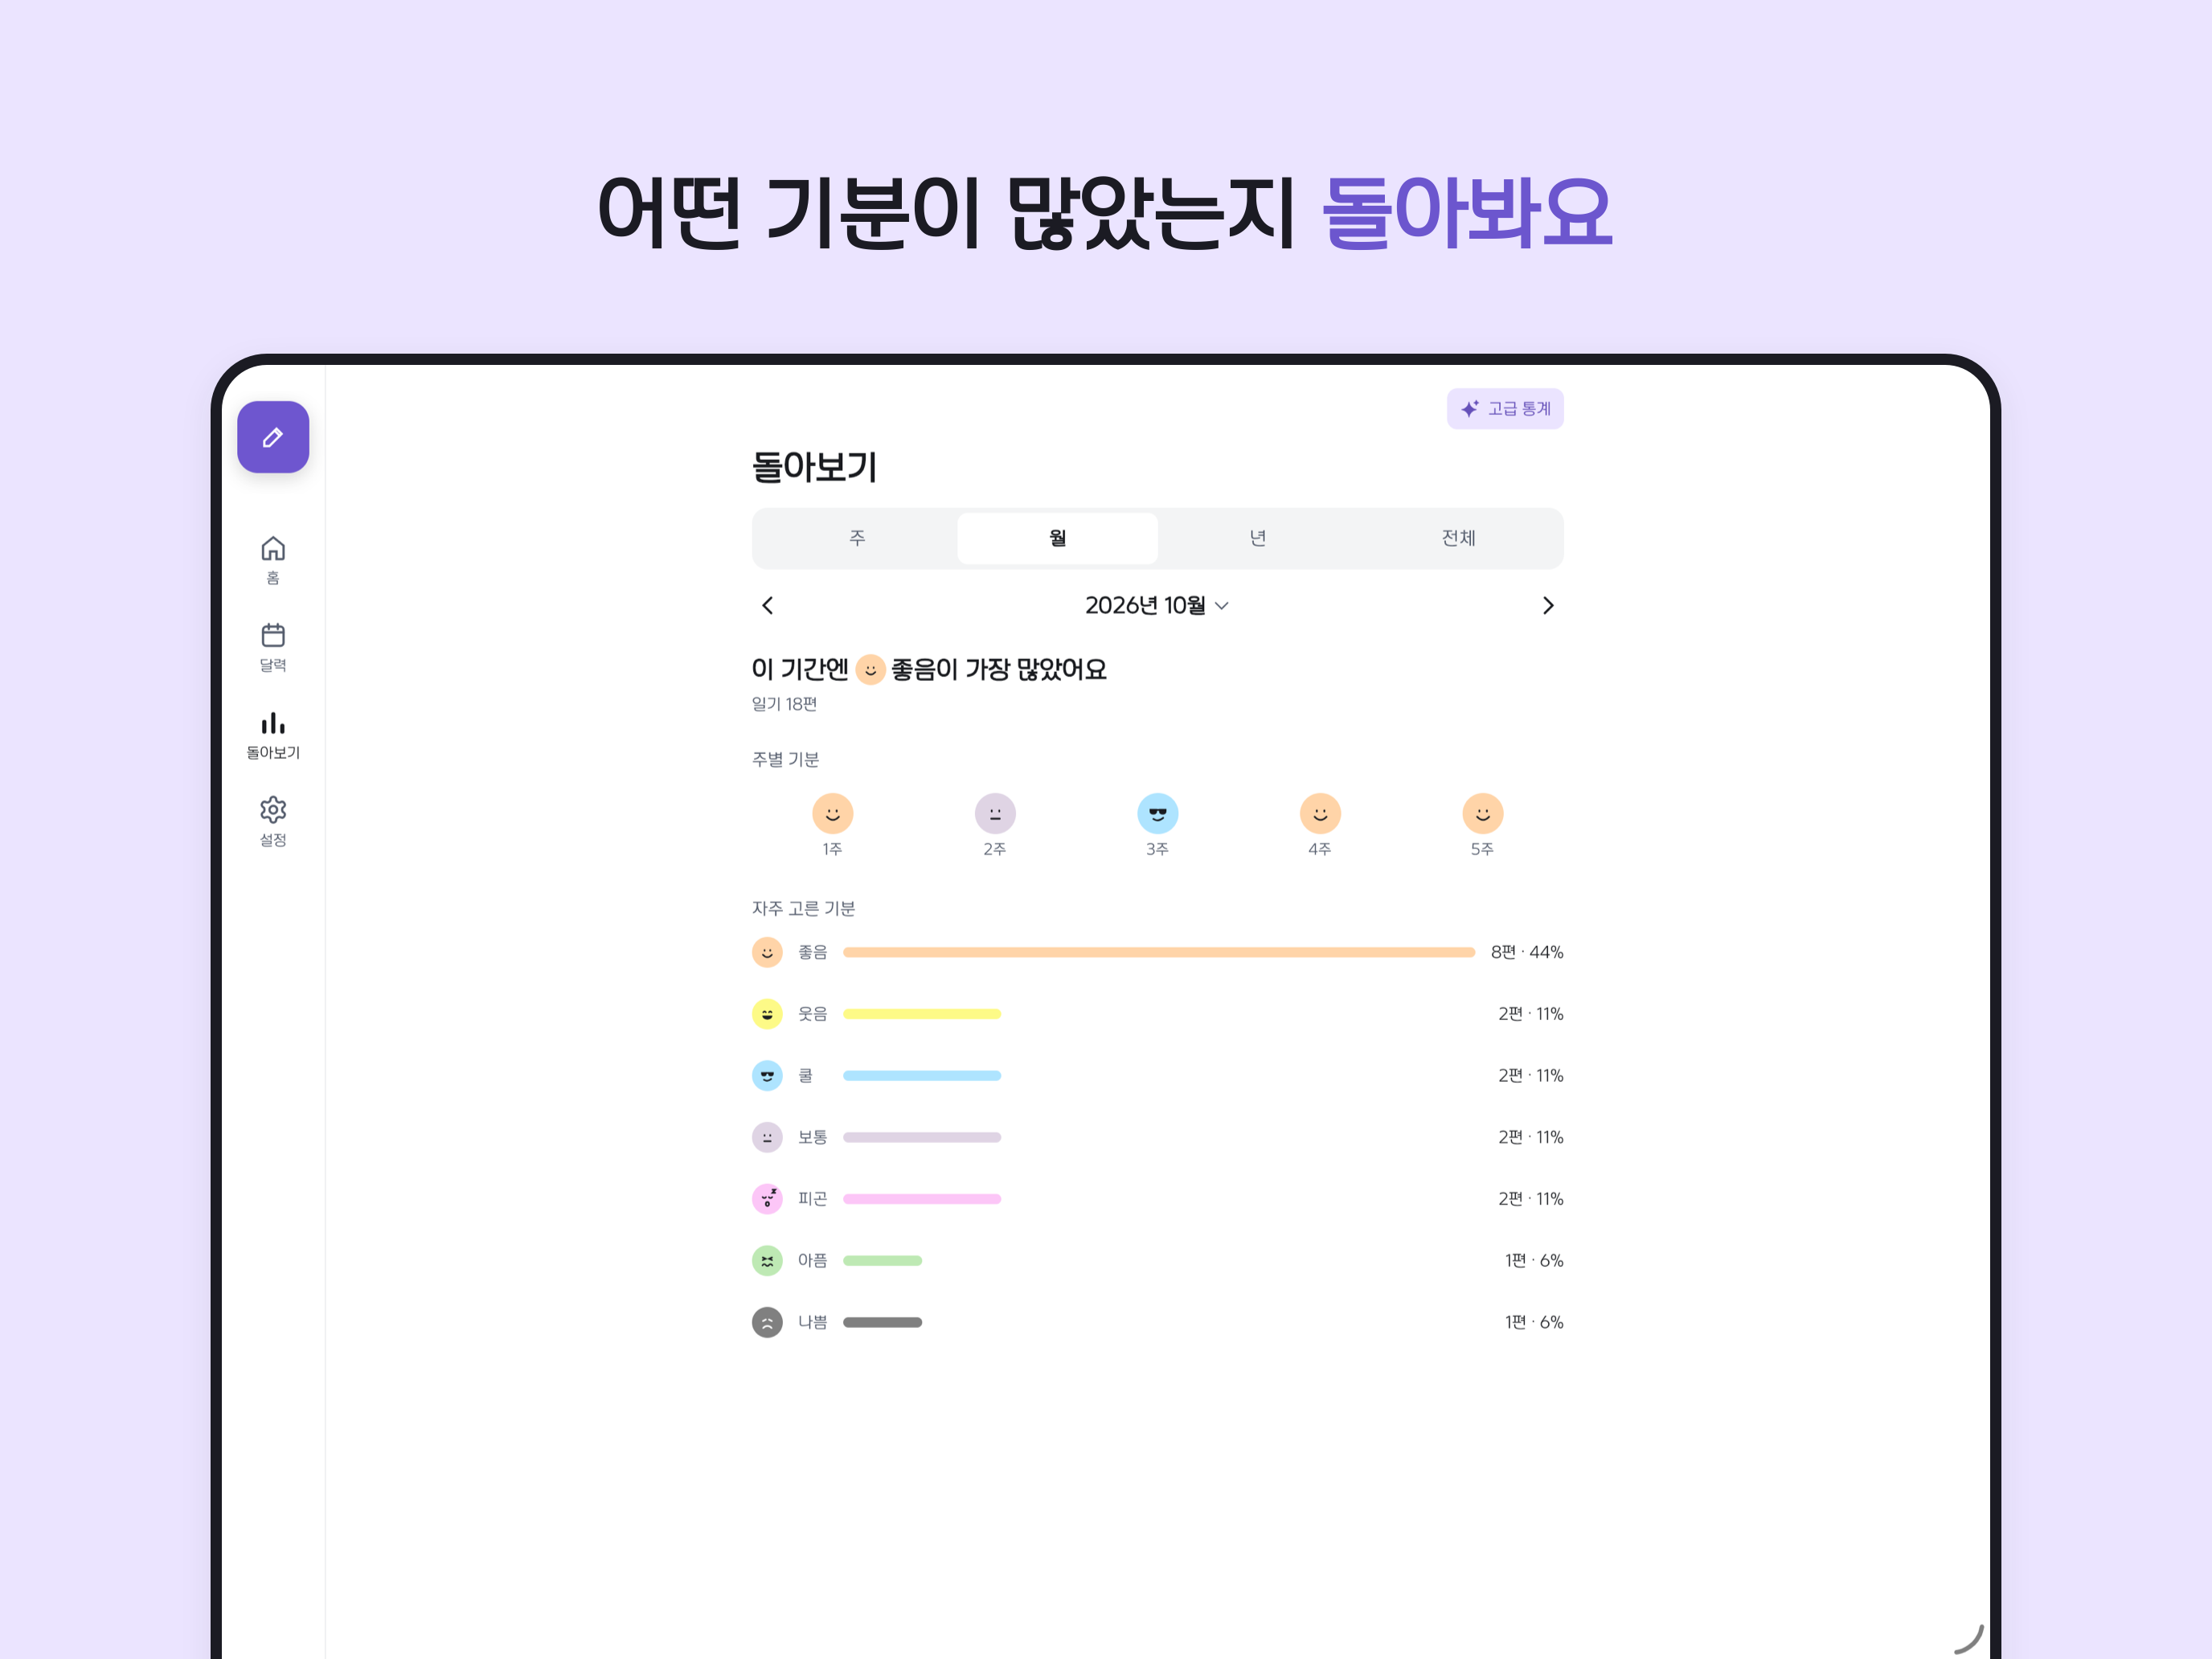 어떤 기분이 많았는지 돌아봐요
고급 통계
홈
달력
돌아보기
설정
돌아보기
주 월 년 전체
2026년 10월
이 기간엔 좋음이 가장 많았어요
일기 18편
주별 기분
1주 2주 3주 4주 5주
자주 고른 기분
좋음 8편 · 44%
웃음 2편 · 11%
쿨 2편 · 11%
보통 2편 · 11%
피곤 2편 · 11%
아픔 1편 · 6%
나쁨 1편 · 6%